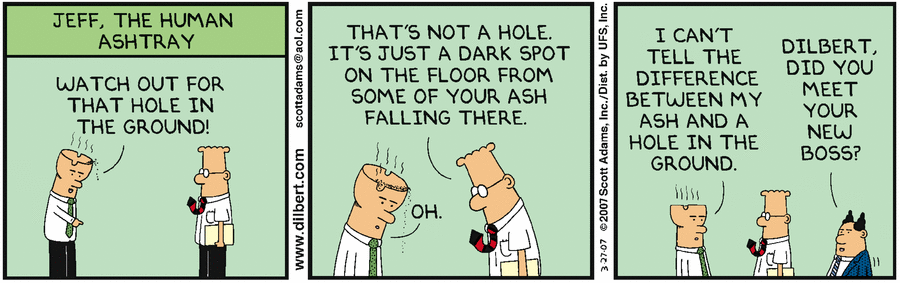 JEFF, THE HUMAN
ASHTRAY
WATCH OUT FOR
THAT HOLE IN
THE GROUND!
www.dilbert.com scottadams@aol.com
THAT'S NOT A HOLE.
IT'S JUST A DARK SPOT
ON THE FLOOR FROM
SOME OF YOUR ASH
FALLING THERE.
OH.
3-27-07 ©2007 Scott Adams, Inc./Dist. by UFS, Inc.
I CAN'T
TELL THE
DIFFERENCE
BETWEEN MY
ASH AND A
HOLE IN THE
GROUND.
DILBERT,
DID YOU
MEET
YOUR
NEW
BOSS?